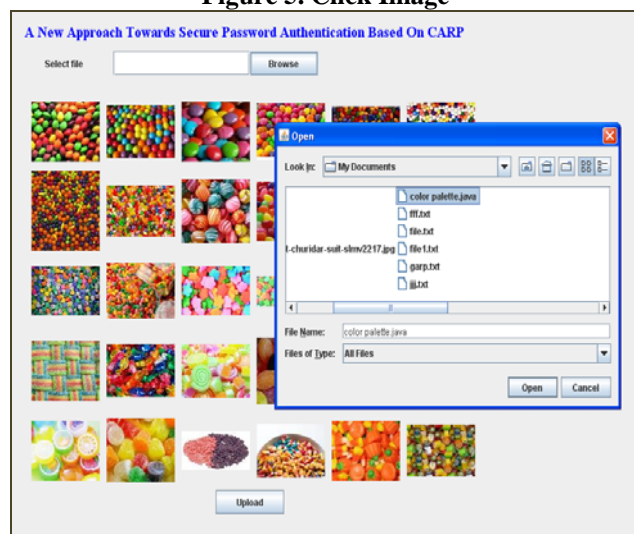 Figure 5. Click Image
A New Approach Towards Secure Password Authentication Based On CARP
Select file
Browse
Open
Look In:
My Documents
color palette.java
fff.txt
file.txt
t-churidar-suit-slmv2217.jpg file1.txt
garp.txt
jjj.txt
File Name: color palette.java
Files of Type: All Files
Open Cancel
Upload